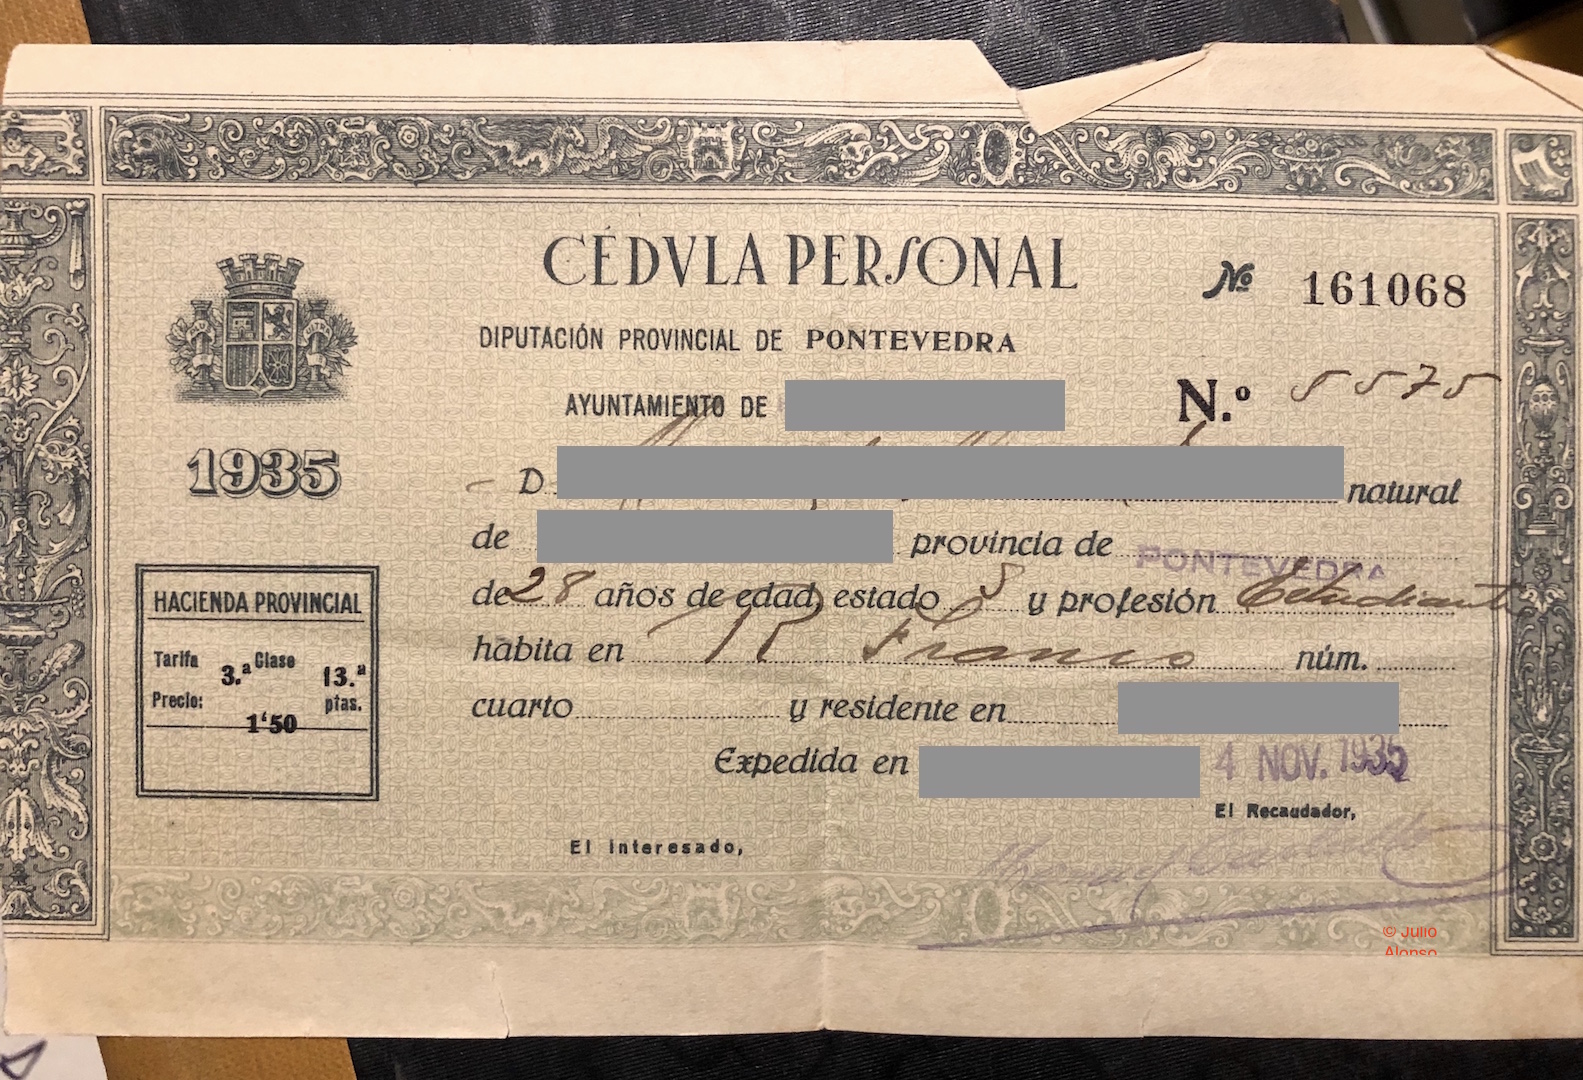 CÉDVLA PERSONAL
Nº 161068
DIPUTACIÓN PROVINCIAL DE PONTEVEDRA
AYUNTAMIENTO DE
N.º 5575
1935
D. natural
de provincia de PONTEVEDRA
de 28 años de edad, estado S y profesión Estudiante
habita en Franco núm.
cuarto y residente en
Expedida en 4 NOV. 1935
El Recaudador,
El interesado,
HACIENDA PROVINCIAL
Tarifa 3.ª Clase 13.ª
Precio: 1'50 ptas.
© Julio
Alonso